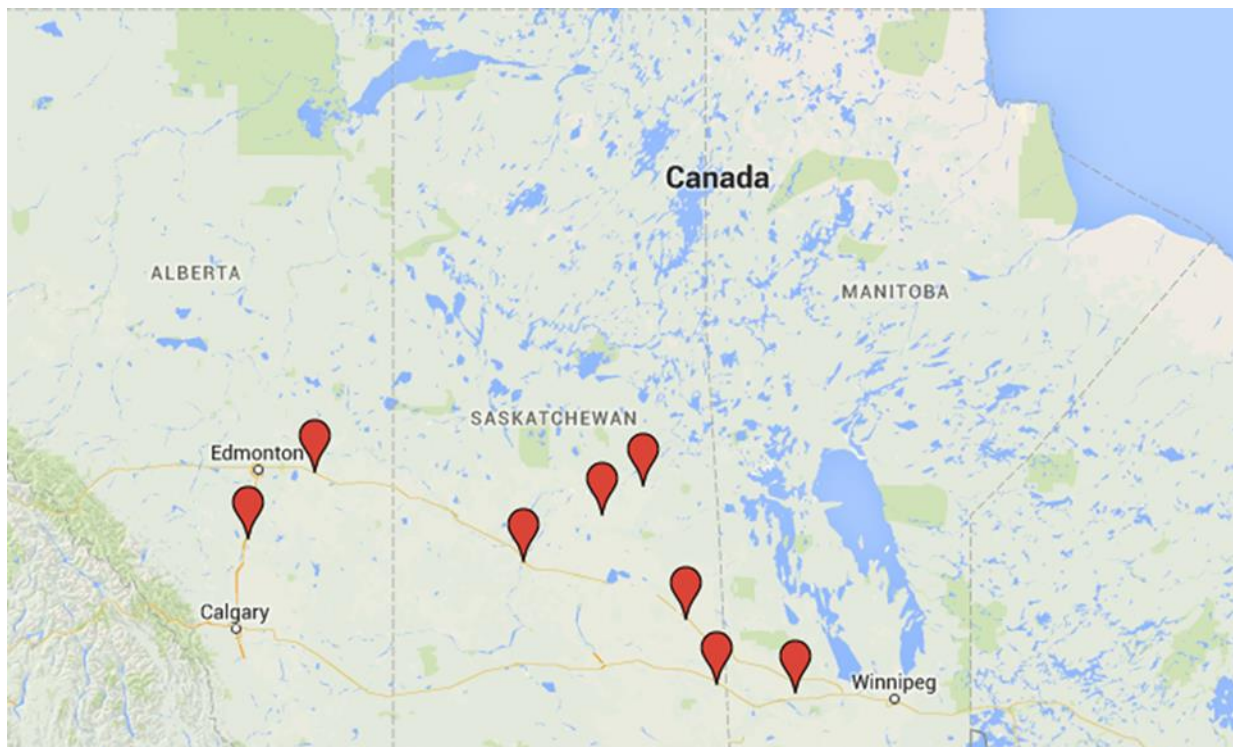 Canada
ALBERTA
MANITOBA
SASKATCHEWAN
Edmonton
Calgary
Winnipeg